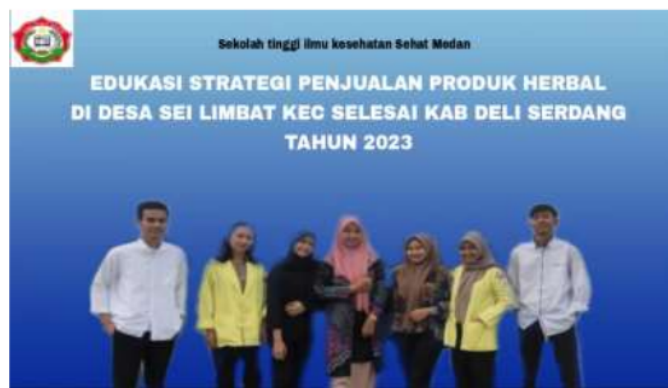 Sekolah tinggi ilmu kesehatan Sehat Medan
EDUKASI STRATEGI PENJUALAN PRODUK HERBAL
DI DESA SEI LIMBAT KEC SELESAI KAB DELI SERDANG
TAHUN 2023